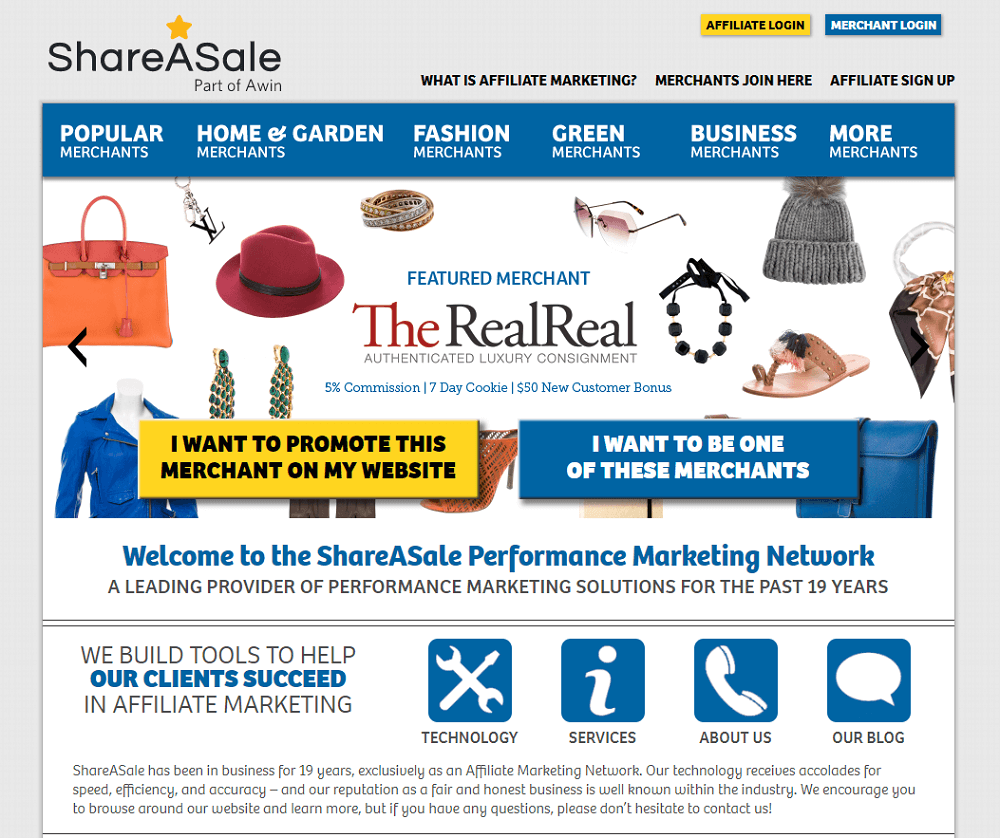 AFFILIATE LOGIN
MERCHANT LOGIN
ShareASale
Part of Awin
WHAT IS AFFILIATE MARKETING?
MERCHANTS JOIN HERE
AFFILIATE SIGN UP
POPULAR
MERCHANTS
HOME & GARDEN
MERCHANTS
FASHION
MERCHANTS
GREEN
MERCHANTS
BUSINESS
MERCHANTS
MORE
MERCHANTS
FEATURED MERCHANT
The RealReal
AUTHENTICATED LUXURY CONSIGNMENT
5% Commission | 7 Day Cookie | $50 New Customer Bonus
I WANT TO PROMOTE THIS
MERCHANT ON MY WEBSITE
I WANT TO BE ONE
OF THESE MERCHANTS
Welcome to the ShareASale Performance Marketing Network
A LEADING PROVIDER OF PERFORMANCE MARKETING SOLUTIONS FOR THE PAST 19 YEARS
WE BUILD TOOLS TO HELP
OUR CLIENTS SUCCEED
IN AFFILIATE MARKETING
TECHNOLOGY
SERVICES
ABOUT US
OUR BLOG
ShareASale has been in business for 19 years, exclusively as an Affiliate Marketing Network. Our technology receives accolades for
speed, efficiency, and accuracy – and our reputation as a fair and honest business is well known within the industry. We encourage you
to browse around our website and learn more, but if you have any questions, please don't hesitate to contact us!